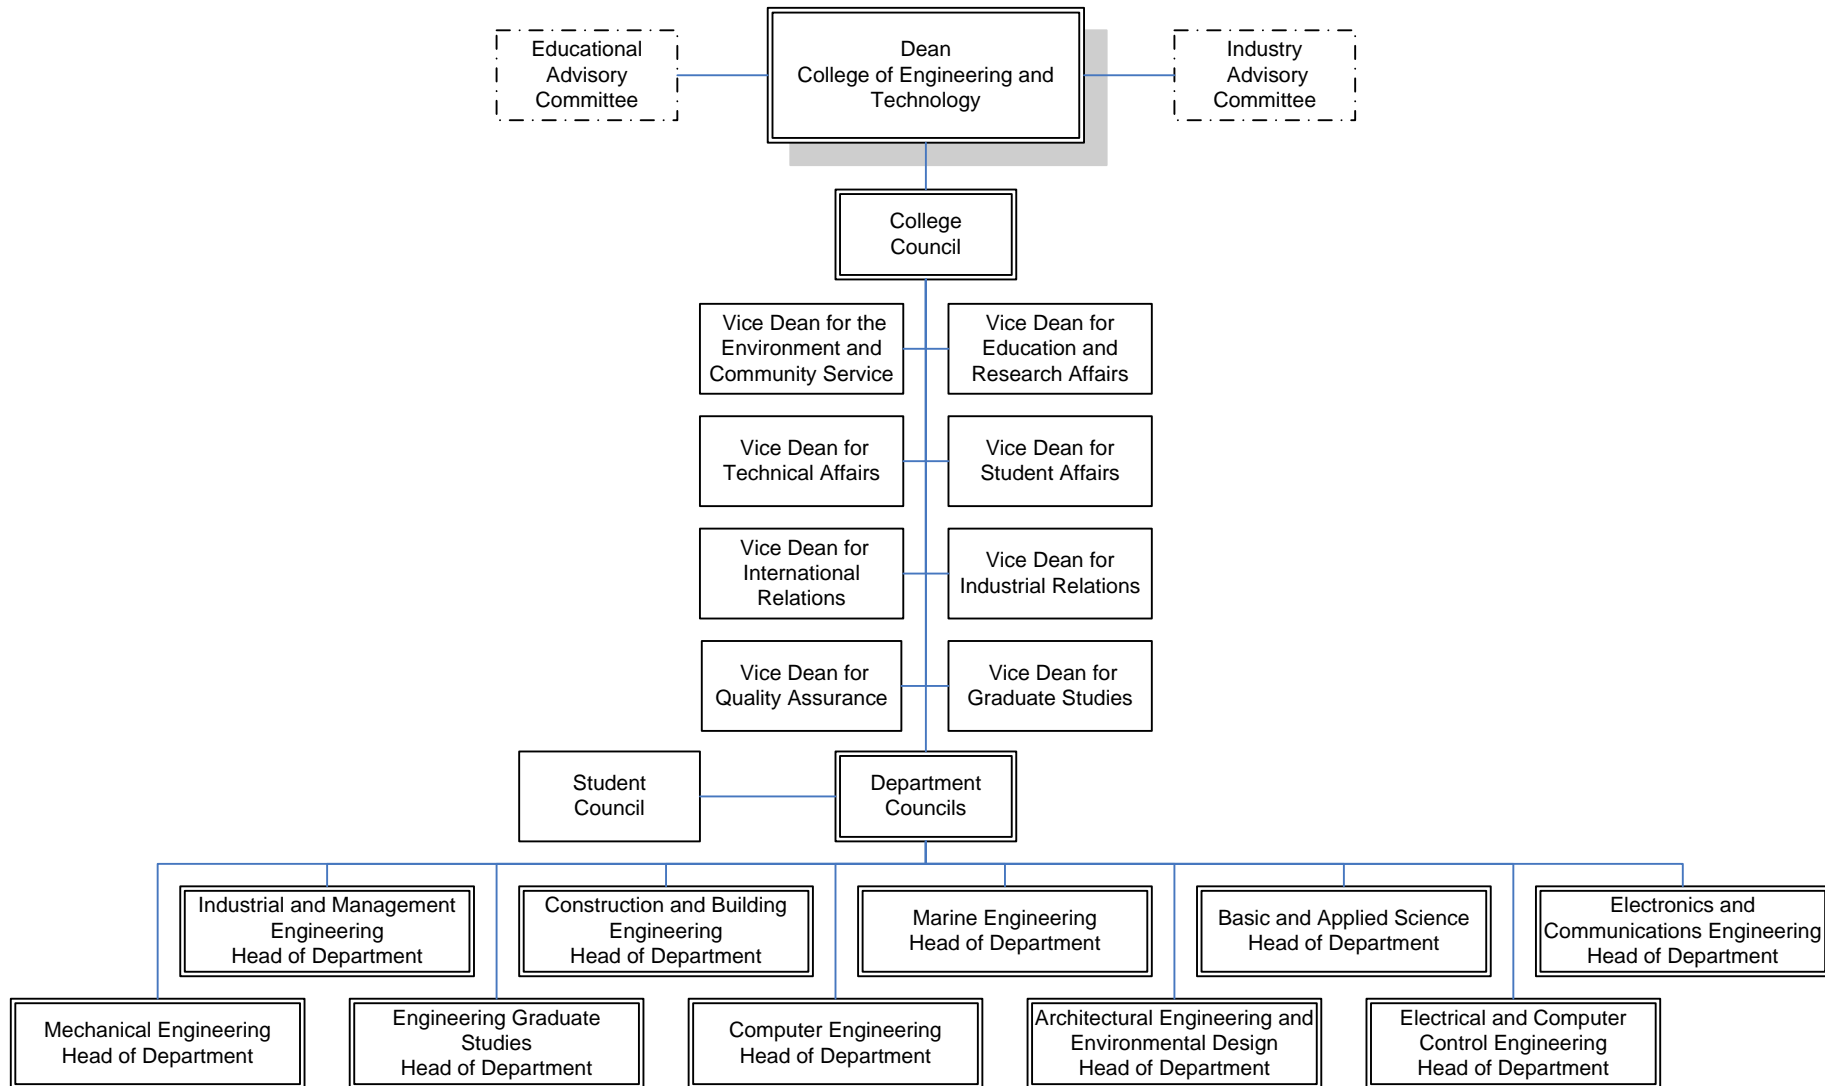 Educational
Advisory
Committee
Dean
College of Engineering and
Technology
Industry
Advisory
Committee
College
Council
Vice Dean for the
Environment and
Community Service
Vice Dean for
Education and
Research Affairs
Vice Dean for
Technical Affairs
Vice Dean for
Student Affairs
Vice Dean for
International
Relations
Vice Dean for
Industrial Relations
Vice Dean for
Quality Assurance
Vice Dean for
Graduate Studies
Student
Council
Department
Councils
Industrial and Management
Engineering
Head of Department
Construction and Building
Engineering
Head of Department
Marine Engineering
Head of Department
Basic and Applied Science
Head of Department
Electronics and
Communications Engineering
Head of Department
Mechanical Engineering
Head of Department
Engineering Graduate
Studies
Head of Department
Computer Engineering
Head of Department
Architectural Engineering and
Environmental Design
Head of Department
Electrical and Computer
Control Engineering
Head of Department